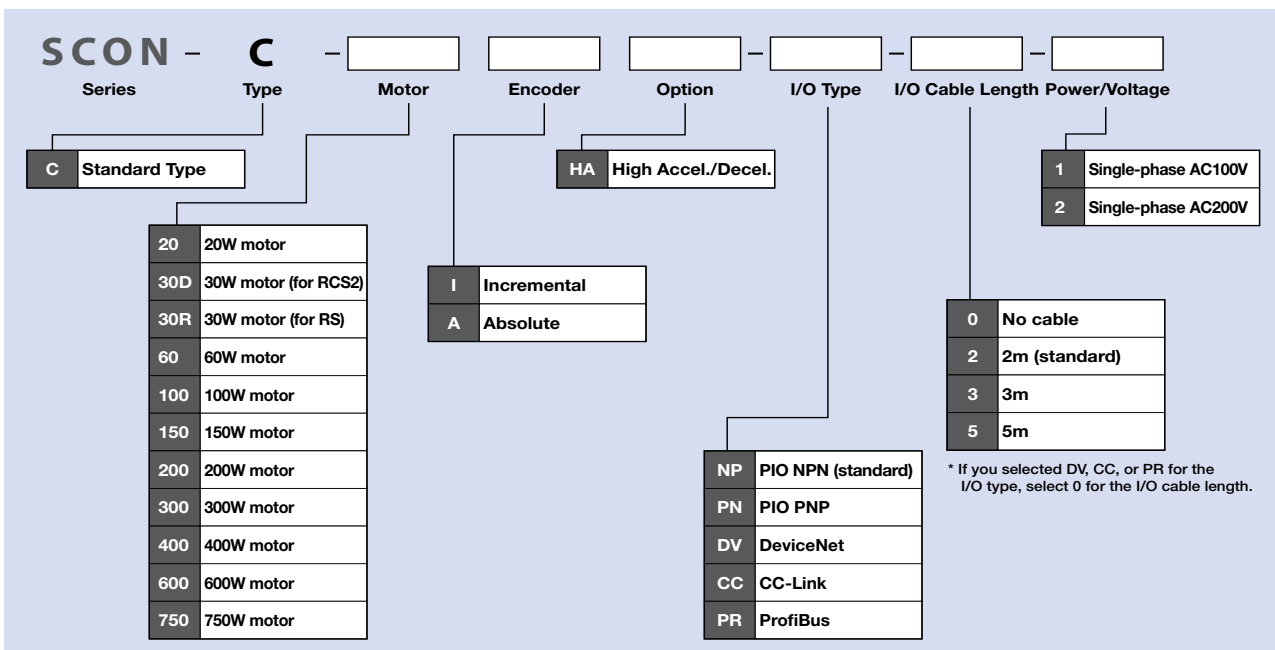 SCON - C - - - -
Series Type Motor Encoder Option I/O Type I/O Cable Length Power/Voltage
C Standard Type
HA High Accel./Decel.
1 Single-phase AC100V
2 Single-phase AC200V
20 20W motor
30D 30W motor (for RCS2)
30R 30W motor (for RS)
60 60W motor
100 100W motor
150 150W motor
200 200W motor
300 300W motor
400 400W motor
600 600W motor
750 750W motor
I Incremental
A Absolute
NP PIO NPN (standard)
PN PIO PNP
DV DeviceNet
CC CC-Link
PR ProfiBus
0 No cable
2 2m (standard)
3 3m
5 5m
* If you selected DV, CC, or PR for the
I/O type, select 0 for the I/O cable length.